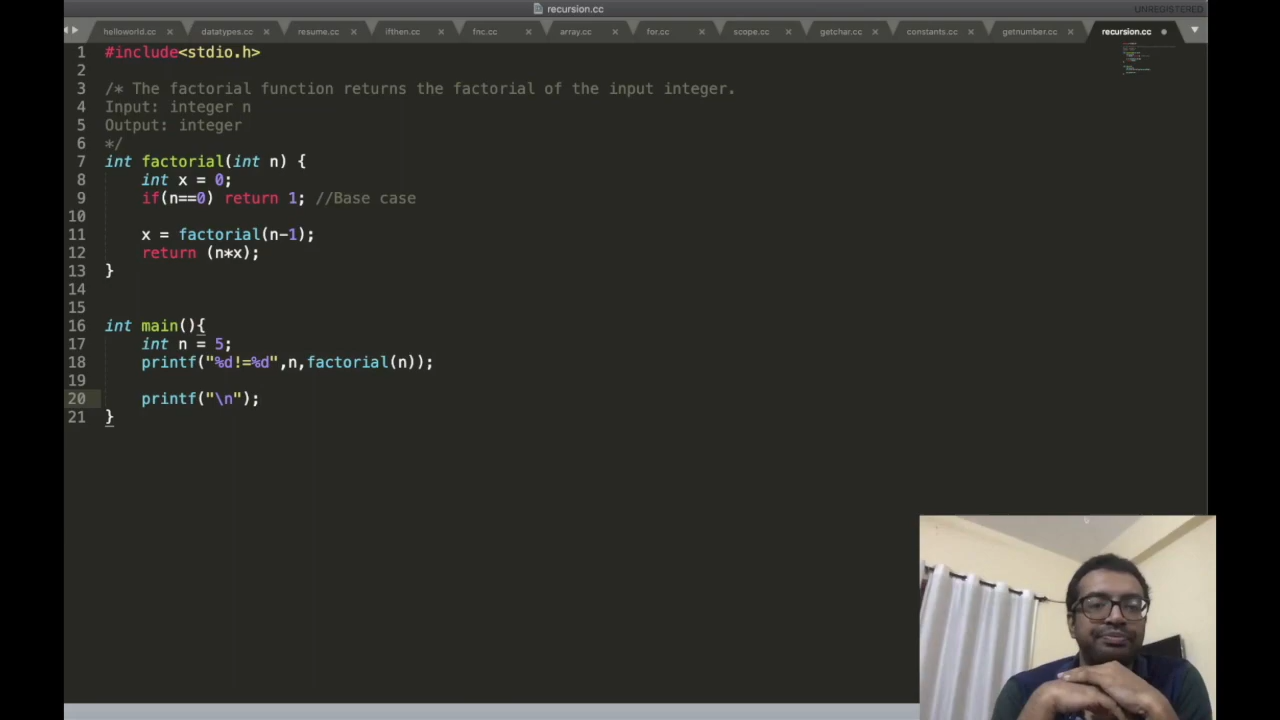 recursion.cc
UNREGISTERED
helloworld.cc × datatypes.cc × resume.cc × ifthen.cc × fnc.cc × array.cc × for.cc × scope.cc × getchar.cc × constants.cc × getnumber.cc × recursion.cc
1 #include<stdio.h>
2
3 /* The factorial function returns the factorial of the input integer.
4 Input: integer n
5 Output: integer
6 */
7 int factorial(int n) {
8 int x = 0;
9 if(n==0) return 1; //Base case
10
11 x = factorial(n-1);
12 return (n*x);
13 }
14
15
16 int main(){
17 int n = 5;
18 printf("%d!=%d",n,factorial(n));
19
20 printf("\n");
21 }